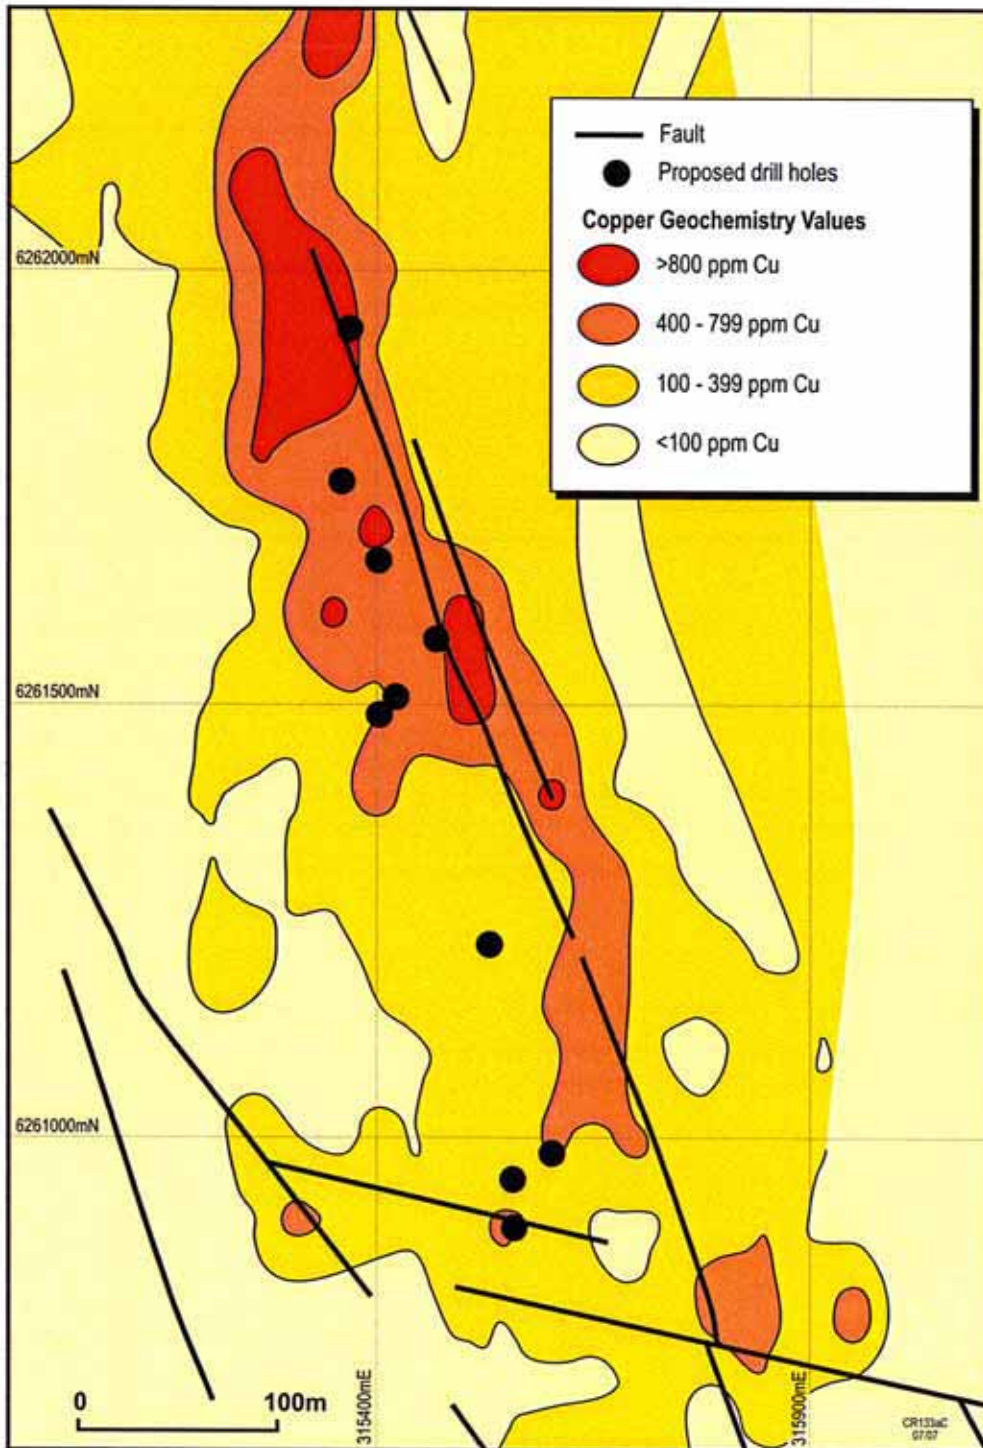 Fault
Proposed drill holes
Copper Geochemistry Values
>800 ppm Cu
400 - 799 ppm Cu
100 - 399 ppm Cu
<100 ppm Cu
6262000mN
6261500mN
6261000mN
0 100m
315400mE
315900mE
CR133aC
07/07